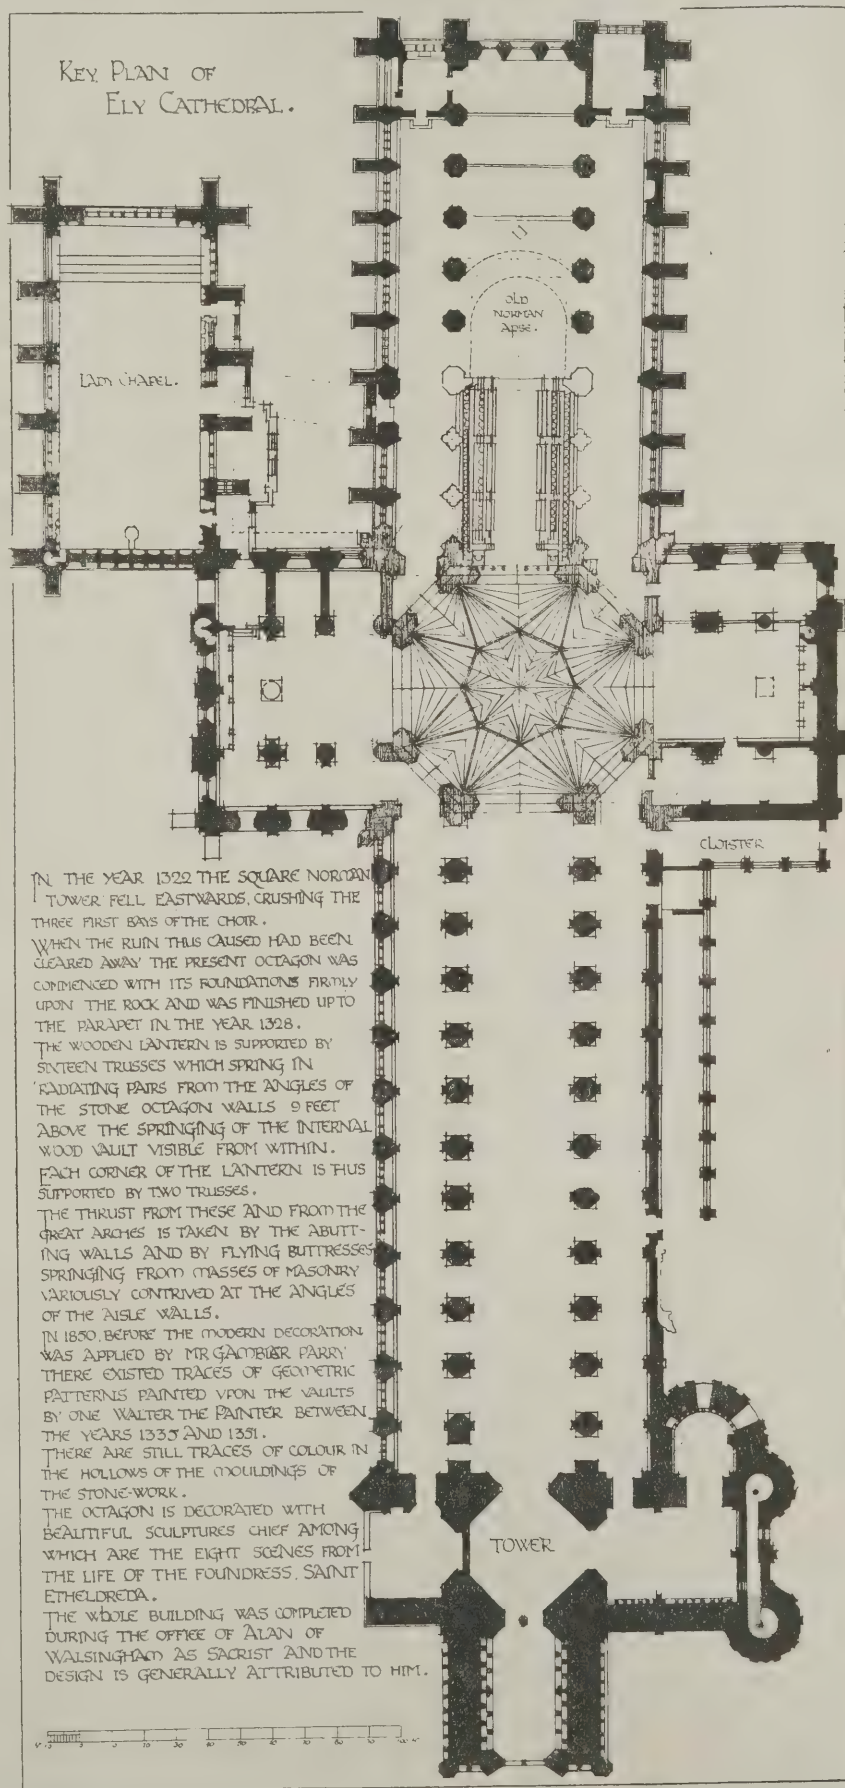 KEY PLAN OF
ELY CATHEDRAL.
OLD
NORMAN
APSE.
LADY CHAPEL.
CLOISTER
IN THE YEAR 1322 THE SQUARE NORMAN
TOWER FELL EASTWARDS, CRUSHING THE
THREE FIRST BAYS OF THE CHOIR.
WHEN THE RUIN THUS CAUSED HAD BEEN
CLEARED AWAY THE PRESENT OCTAGON WAS
COMMENCED WITH ITS FOUNDATIONS FIRMLY
UPON THE ROCK AND WAS FINISHED UP TO
THE PARAPET IN THE YEAR 1328.
THE WOODEN LANTERN IS SUPPORTED BY
SIXTEEN TRUSSES WHICH SPRING IN
RADIATING PAIRS FROM THE ANGLES OF
THE STONE OCTAGON WALLS 9 FEET
ABOVE THE SPRINGING OF THE INTERNAL
WOOD VAULT VISIBLE FROM WITHIN.
EACH CORNER OF THE LANTERN IS THUS
SUPPORTED BY TWO TRUSSES.
THE THRUST FROM THESE AND FROM THE
GREAT ARCHES IS TAKEN BY THE ABUTT-
ING WALLS AND BY FLYING BUTTRESSES
SPRINGING FROM MASSES OF MASONRY
VARIOUSLY CONTRIVED AT THE ANGLES
OF THE AISLE WALLS.
IN 1850, BEFORE THE MODERN DECORATION
WAS APPLIED BY MR GAMBIER PARRY
THERE EXISTED TRACES OF GEOMETRIC
PATTERNS PAINTED VPON THE VAULTS
BY ONE WALTER THE PAINTER BETWEEN
THE YEARS 1335 AND 1351.
THERE ARE STILL TRACES OF COLOUR IN
THE HOLLOWS OF THE MOULDINGS OF
THE STONE-WORK.
THE OCTAGON IS DECORATED WITH
BEAUTIFUL SCULPTURES CHIEF AMONG
WHICH ARE THE EIGHT SCENES FROM
THE LIFE OF THE FOUNDRESS, SAINT
ETHELDREDA.
THE WHOLE BUILDING WAS COMPLETED
DURING THE OFFICE OF ALAN OF
WALSINGHAM AS SACRIST AND THE
DESIGN IS GENERALLY ATTRIBUTED TO HIM.
TOWER